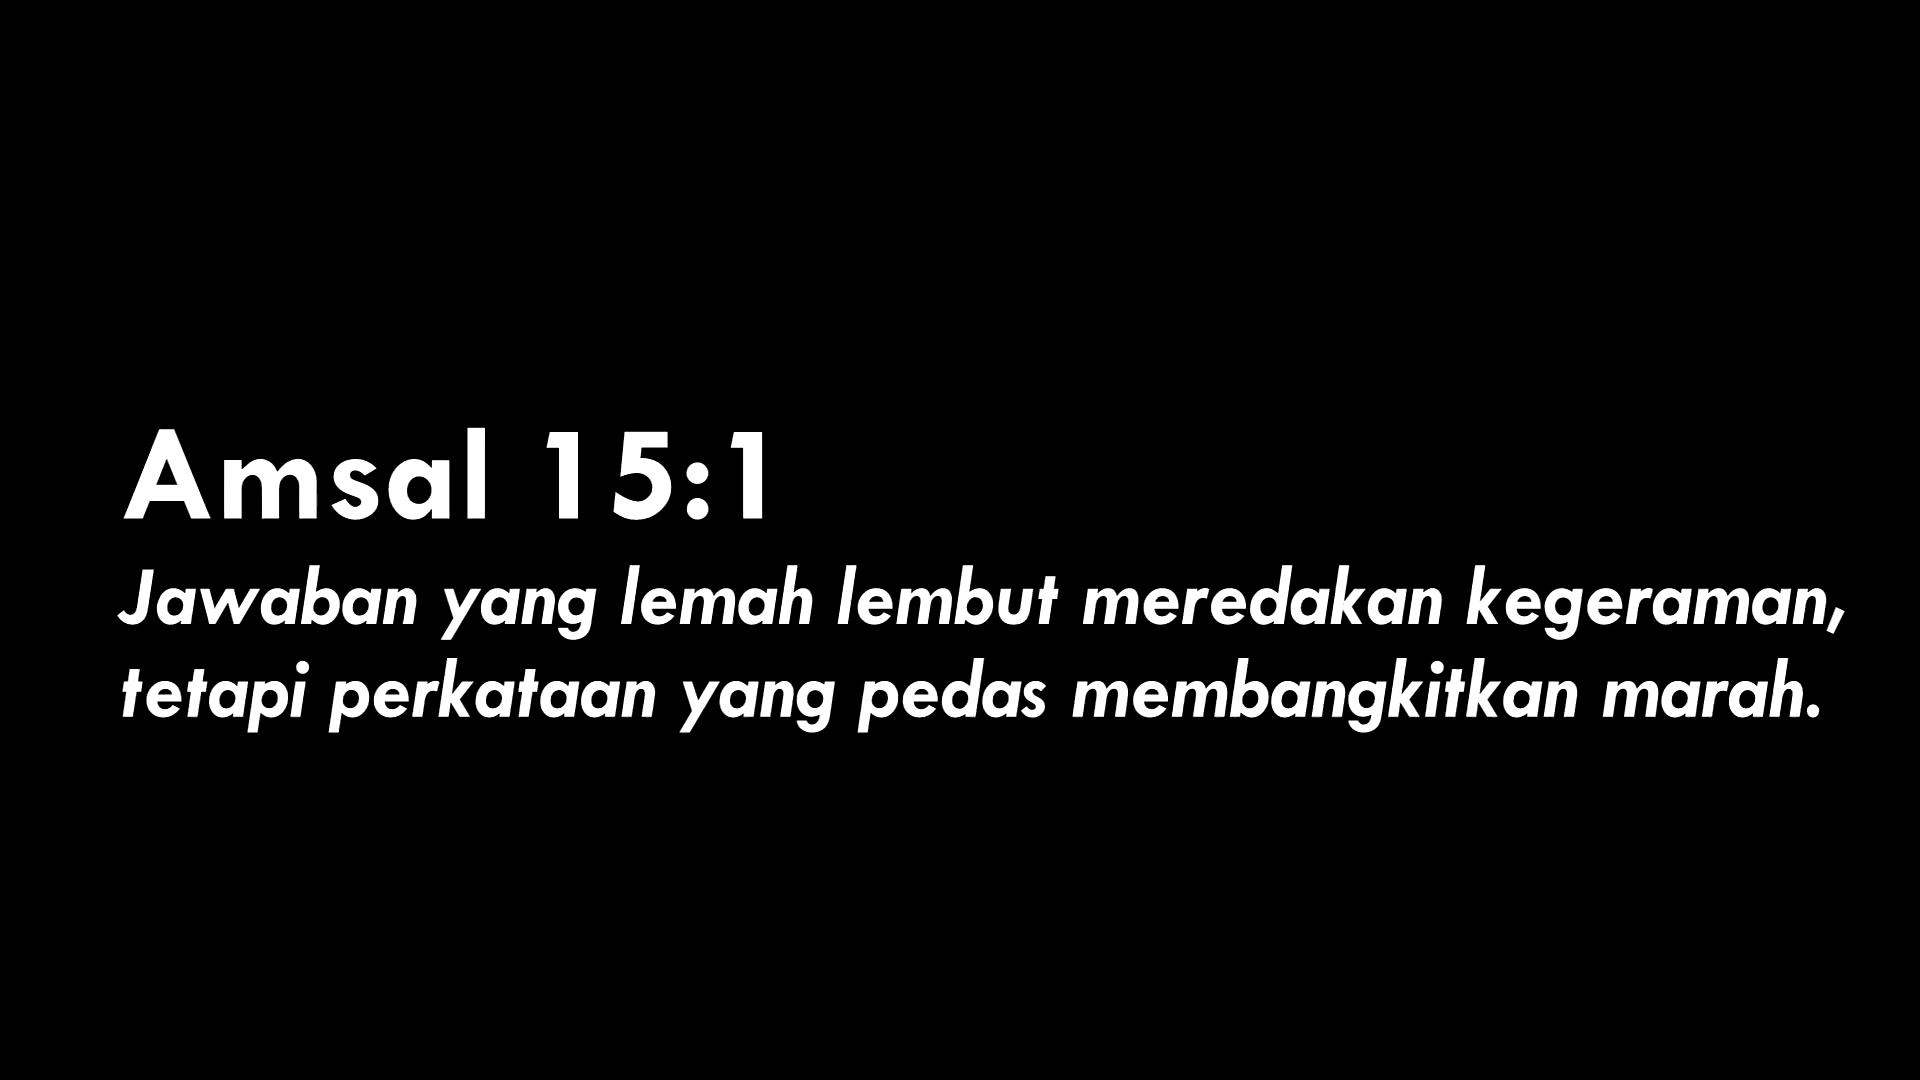 Amsal 15:1
Jawaban yang lemah lembut meredakan kegeraman,
tetapi perkataan yang pedas membangkitkan marah.